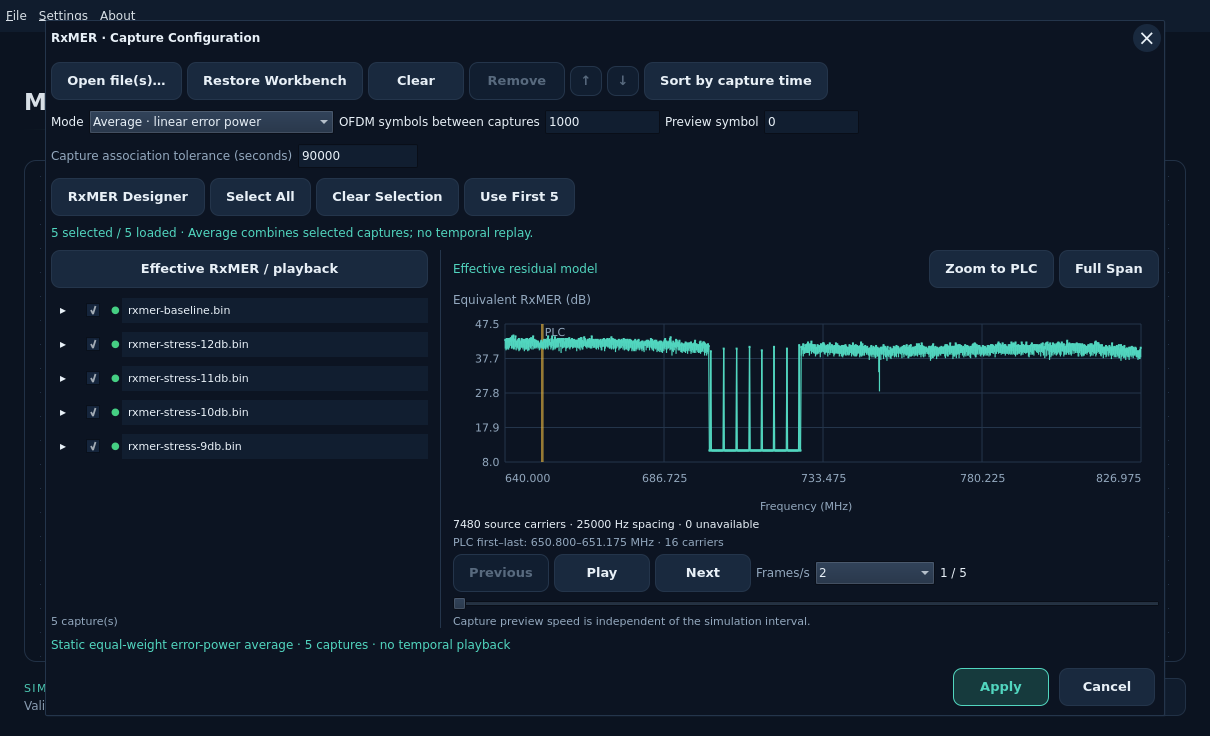 File Settings About
RxMER · Capture Configuration
Open file(s)... Restore Workbench Clear Remove ↑ ↓ Sort by capture time
M
Mode Average · linear error power OFDM symbols between captures 1000 Preview symbol 0
Capture association tolerance (seconds) 90000
RxMER Designer Select All Clear Selection Use First 5
5 selected / 5 loaded · Average combines selected captures; no temporal replay.
Effective RxMER / playback
rxmer-baseline.bin
rxmer-stress-12db.bin
rxmer-stress-11db.bin
rxmer-stress-10db.bin
rxmer-stress-9db.bin
5 capture(s)
Effective residual model Zoom to PLC Full Span
Equivalent RxMER (dB)
PLC
47.5
37.7
27.8
17.9
8.0
640.000 686.725 733.475 780.225 826.975
Frequency (MHz)
7480 source carriers · 25000 Hz spacing · 0 unavailable
PLC first–last: 650.800–651.175 MHz · 16 carriers
Previous Play Next Frames/s 2 1 / 5
Capture preview speed is independent of the simulation interval.
Static equal-weight error-power average · 5 captures · no temporal playback
SIM
Vali
Apply Cancel